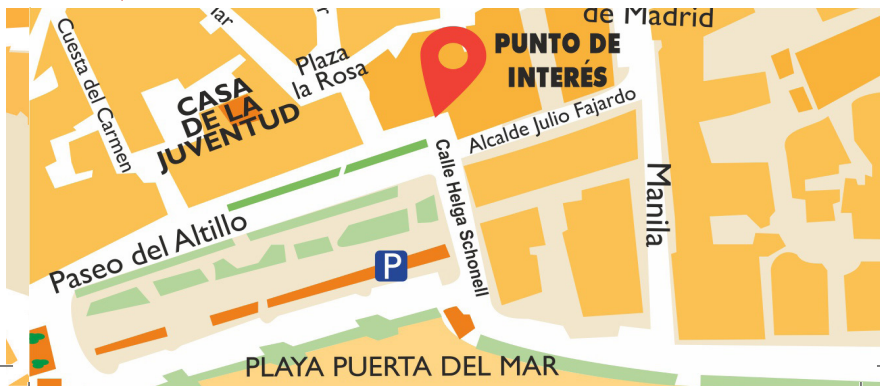 de Madrid
Cuesta del Carmen
Plaza
la Rosa
PUNTO DE
INTERÉS
CASA
DE LA
JUVENTUD
Alcalde Julio Fajardo
Calle Helga Schonell
Manila
Paseo del Altillo
P
PLAYA PUERTA DEL MAR